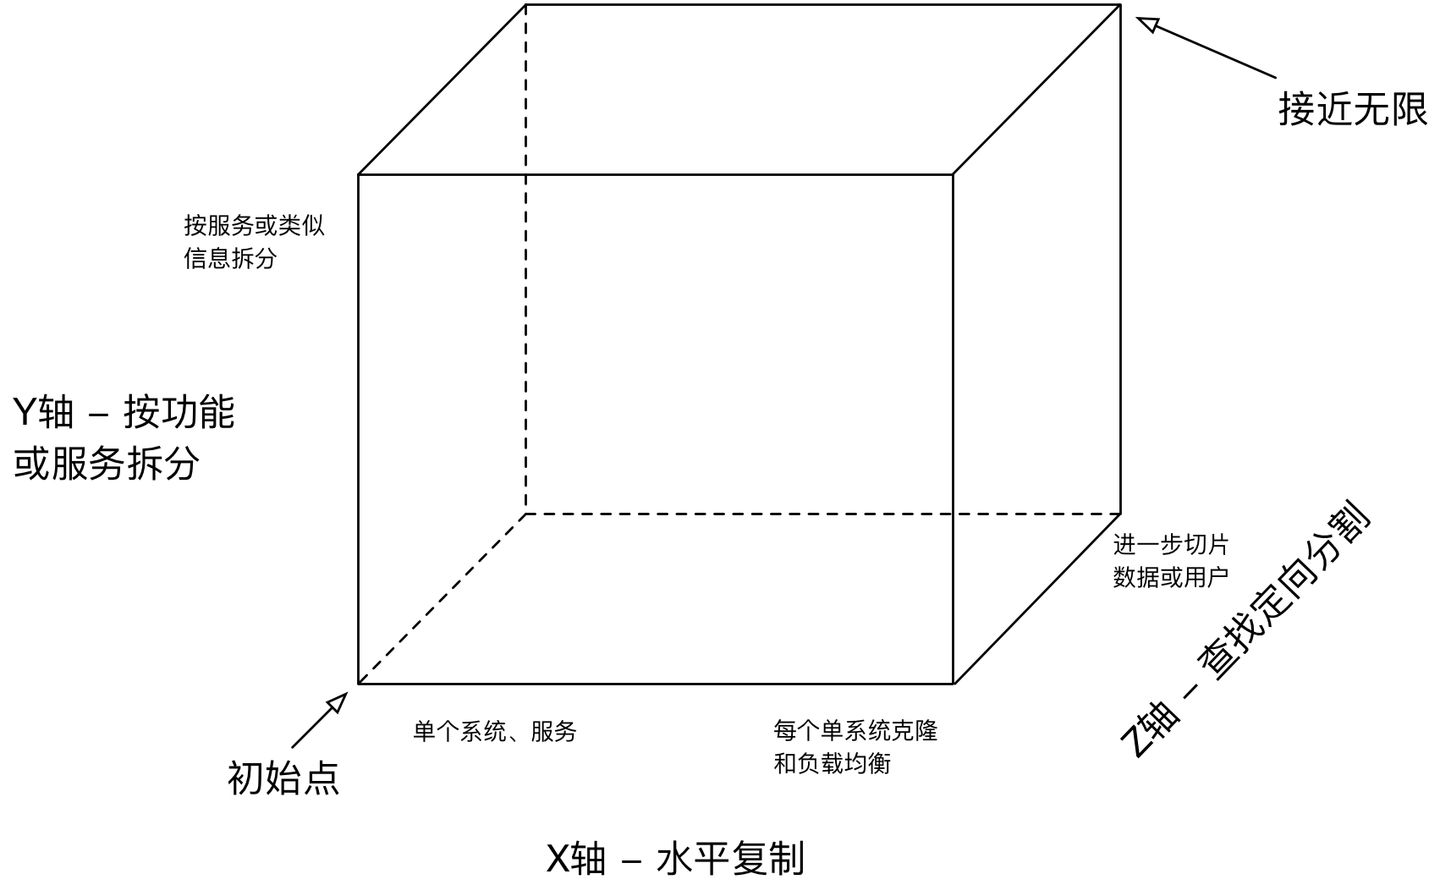 接近无限
按服务或类似
信息拆分
Y轴 – 按功能
或服务拆分
进一步切片
数据或用户
Z轴 – 查找定向分割
单个系统、服务
每个单系统克隆
和负载均衡
初始点
X轴 – 水平复制